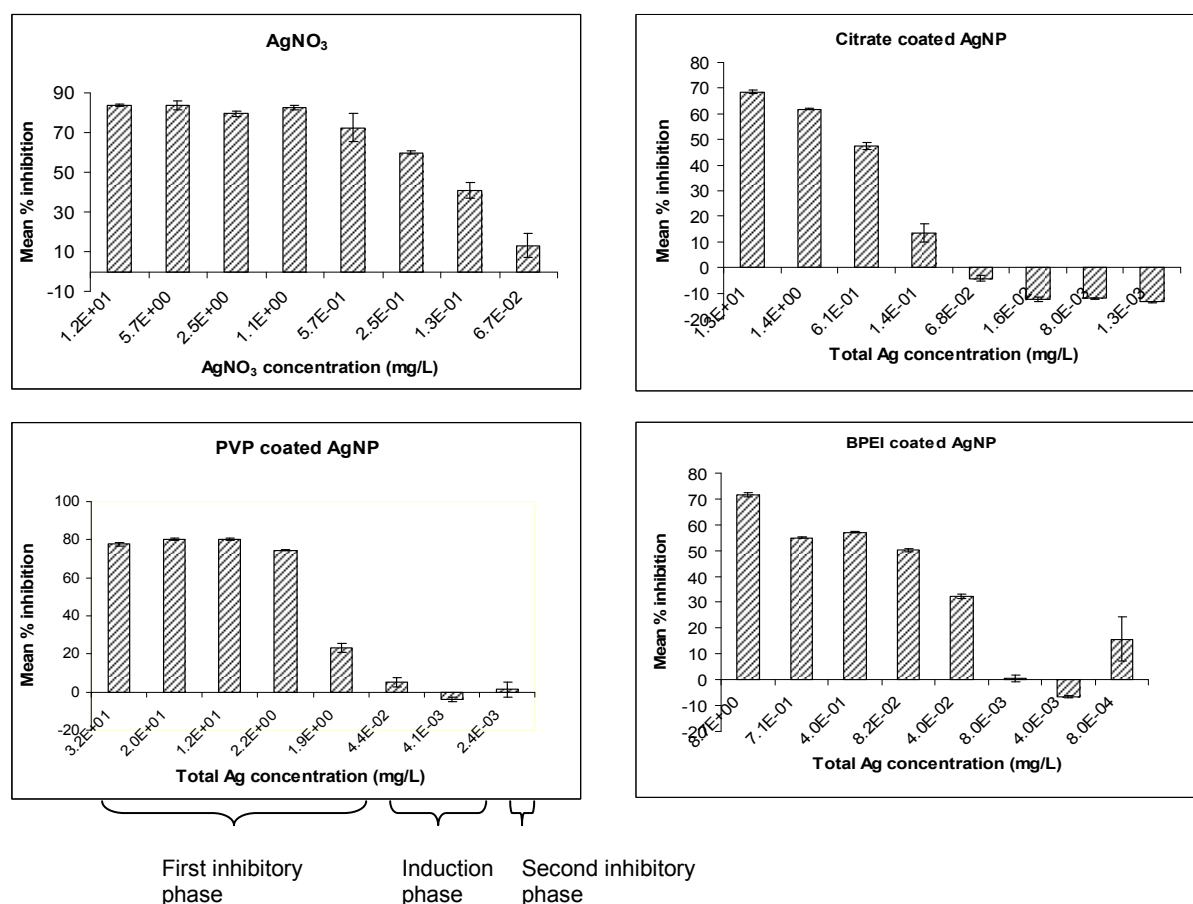 AgNO₃
Mean % inhibition
90
70
50
30
10
-10
1.2E+01
5.7E+00
2.5E+00
1.1E+00
5.7E-01
2.5E-01
1.3E-01
6.7E-02
AgNO₃ concentration (mg/L)
Citrate coated AgNP
Mean % inhibition
80
70
60
50
40
30
20
10
0
-10
-20
1.3E+01
1.4E+00
6.1E-01
1.4E-01
6.8E-02
1.6E-02
8.0E-03
1.3E-03
Total Ag concentration (mg/L)
PVP coated AgNP
Mean % inhibition
100
80
60
40
20
0
-20
3.2E+01
2.0E+01
1.2E+01
2.2E+00
1.9E+00
4.4E-02
4.1E-03
2.4E-03
Total Ag concentration (mg/L)
BPEI coated AgNP
Mean % inhibition
80
70
60
50
40
30
20
10
0
-10
-20
8.7E+00
7.1E-01
4.0E-01
8.2E-02
4.0E-02
8.0E-03
4.0E-03
8.0E-04
Total Ag concentration (mg/L)
First inhibitory
phase
Induction
phase
Second inhibitory
phase